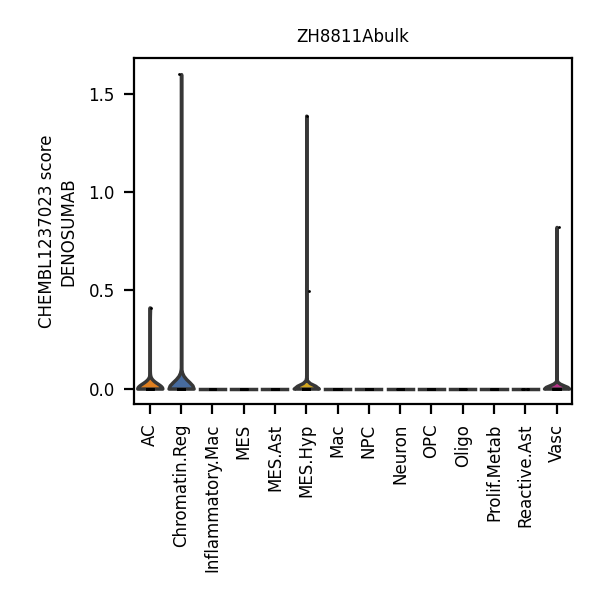 ZH8811Abulk
CHEMBL1237023 score
DENOSUMAB
1.5
1.0
0.5
0.0
AC
Chromatin.Reg
Inflammatory.Mac
MES
MES.Ast
MES.Hyp
Mac
NPC
Neuron
OPC
Oligo
Prolif.Metab
Reactive.Ast
Vasc